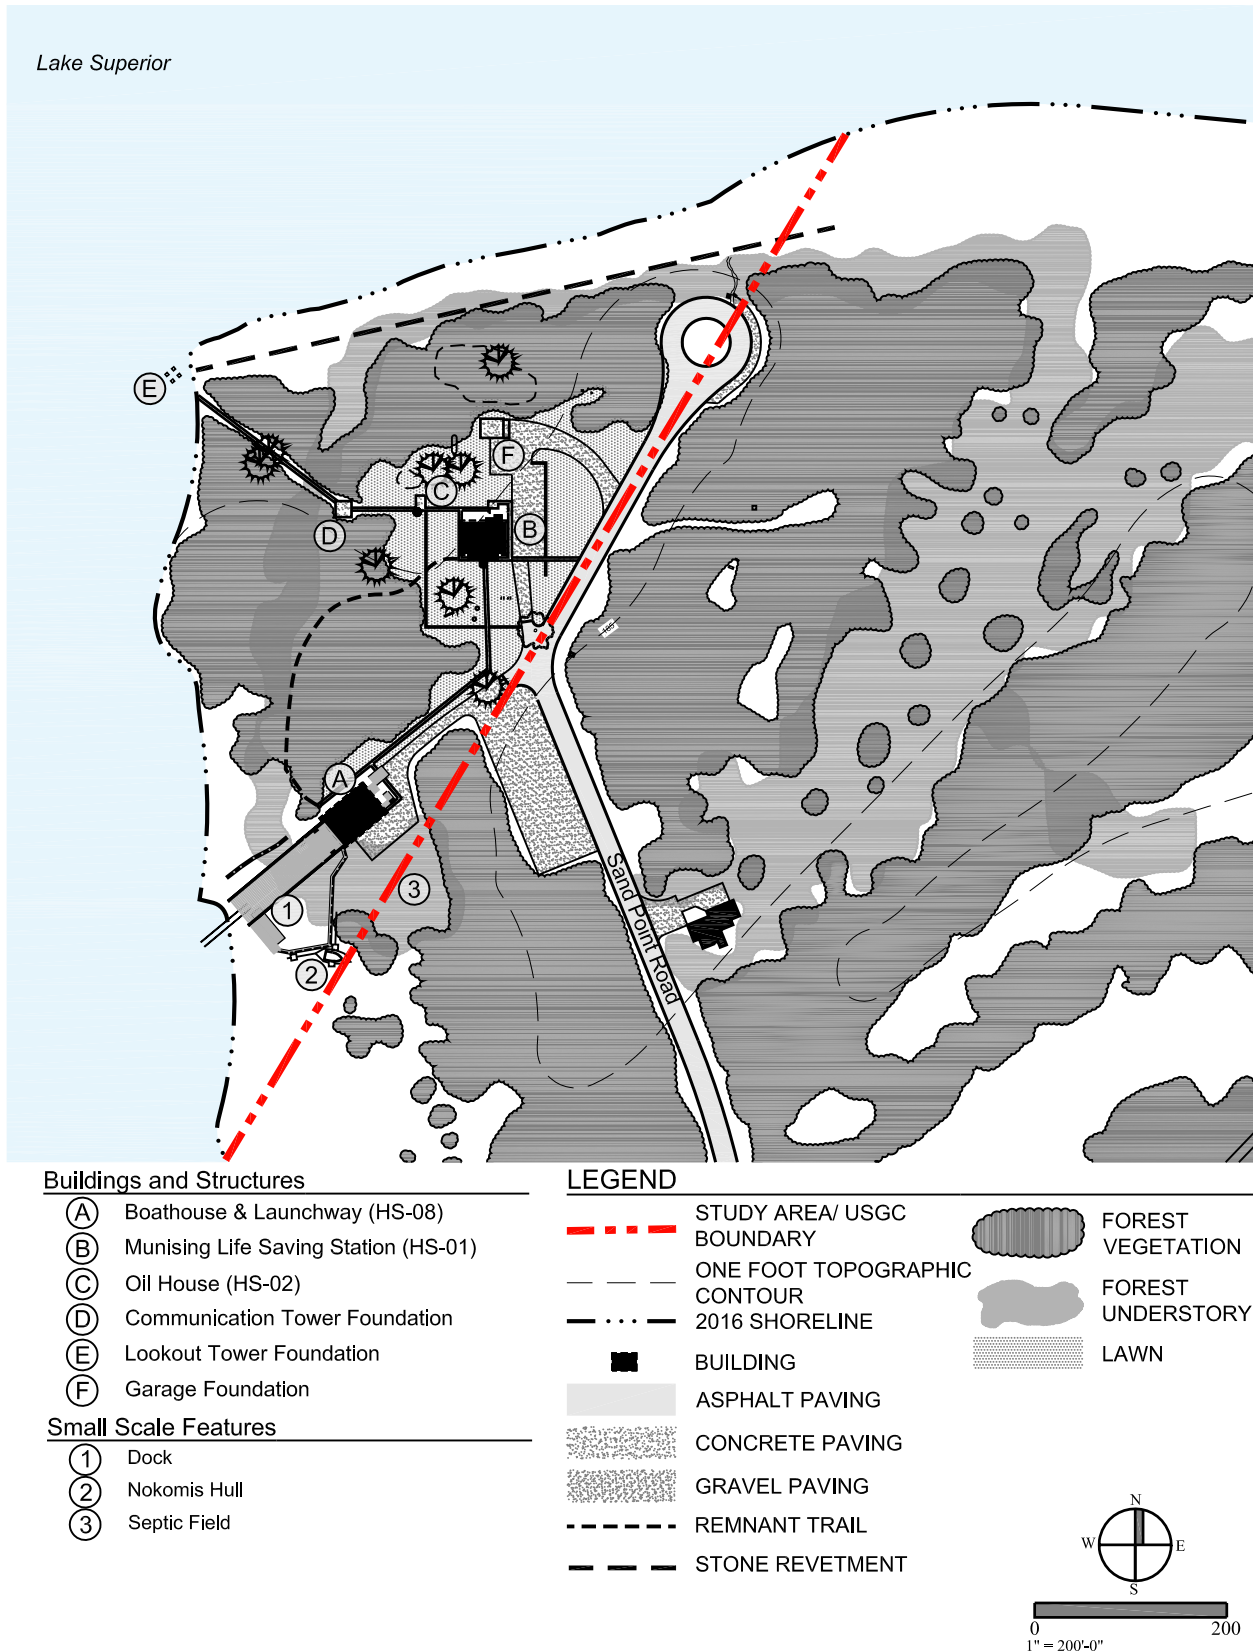 Lake Superior
E
F
C
B
D
185
A
3
1
2
Sand Point Road
Buildings and Structures
A Boathouse & Launchway (HS-08)
B Munising Life Saving Station (HS-01)
C Oil House (HS-02)
D Communication Tower Foundation
E Lookout Tower Foundation
F Garage Foundation
Small Scale Features
1 Dock
2 Nokomis Hull
3 Septic Field
LEGEND
STUDY AREA/ USGC
BOUNDARY
ONE FOOT TOPOGRAPHIC
CONTOUR
2016 SHORELINE
BUILDING
ASPHALT PAVING
CONCRETE PAVING
GRAVEL PAVING
REMNANT TRAIL
STONE REVETMENT
FOREST
VEGETATION
FOREST
UNDERSTORY
LAWN
N
W E
S
0 200
1" = 200'-0"